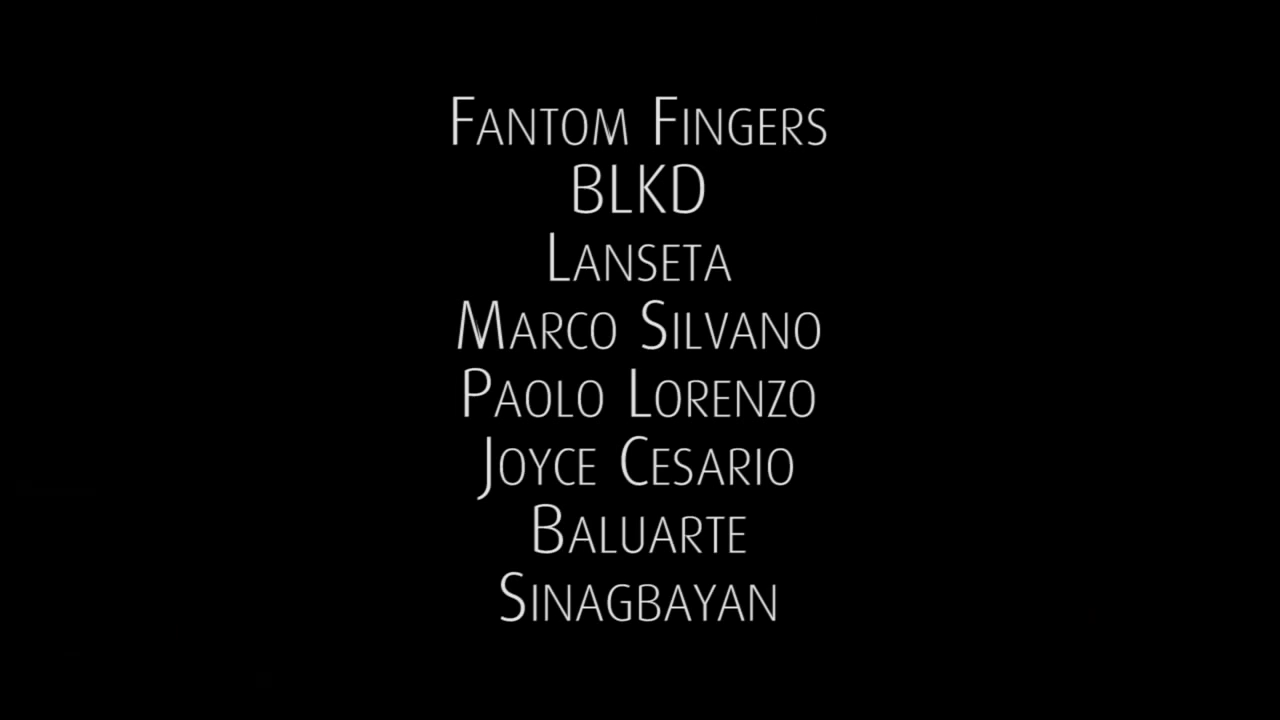 Fantom Fingers
BLKD
Lanseta
Marco Silvano
Paolo Lorenzo
Joyce Cesario
Baluarte
Sinagbayan